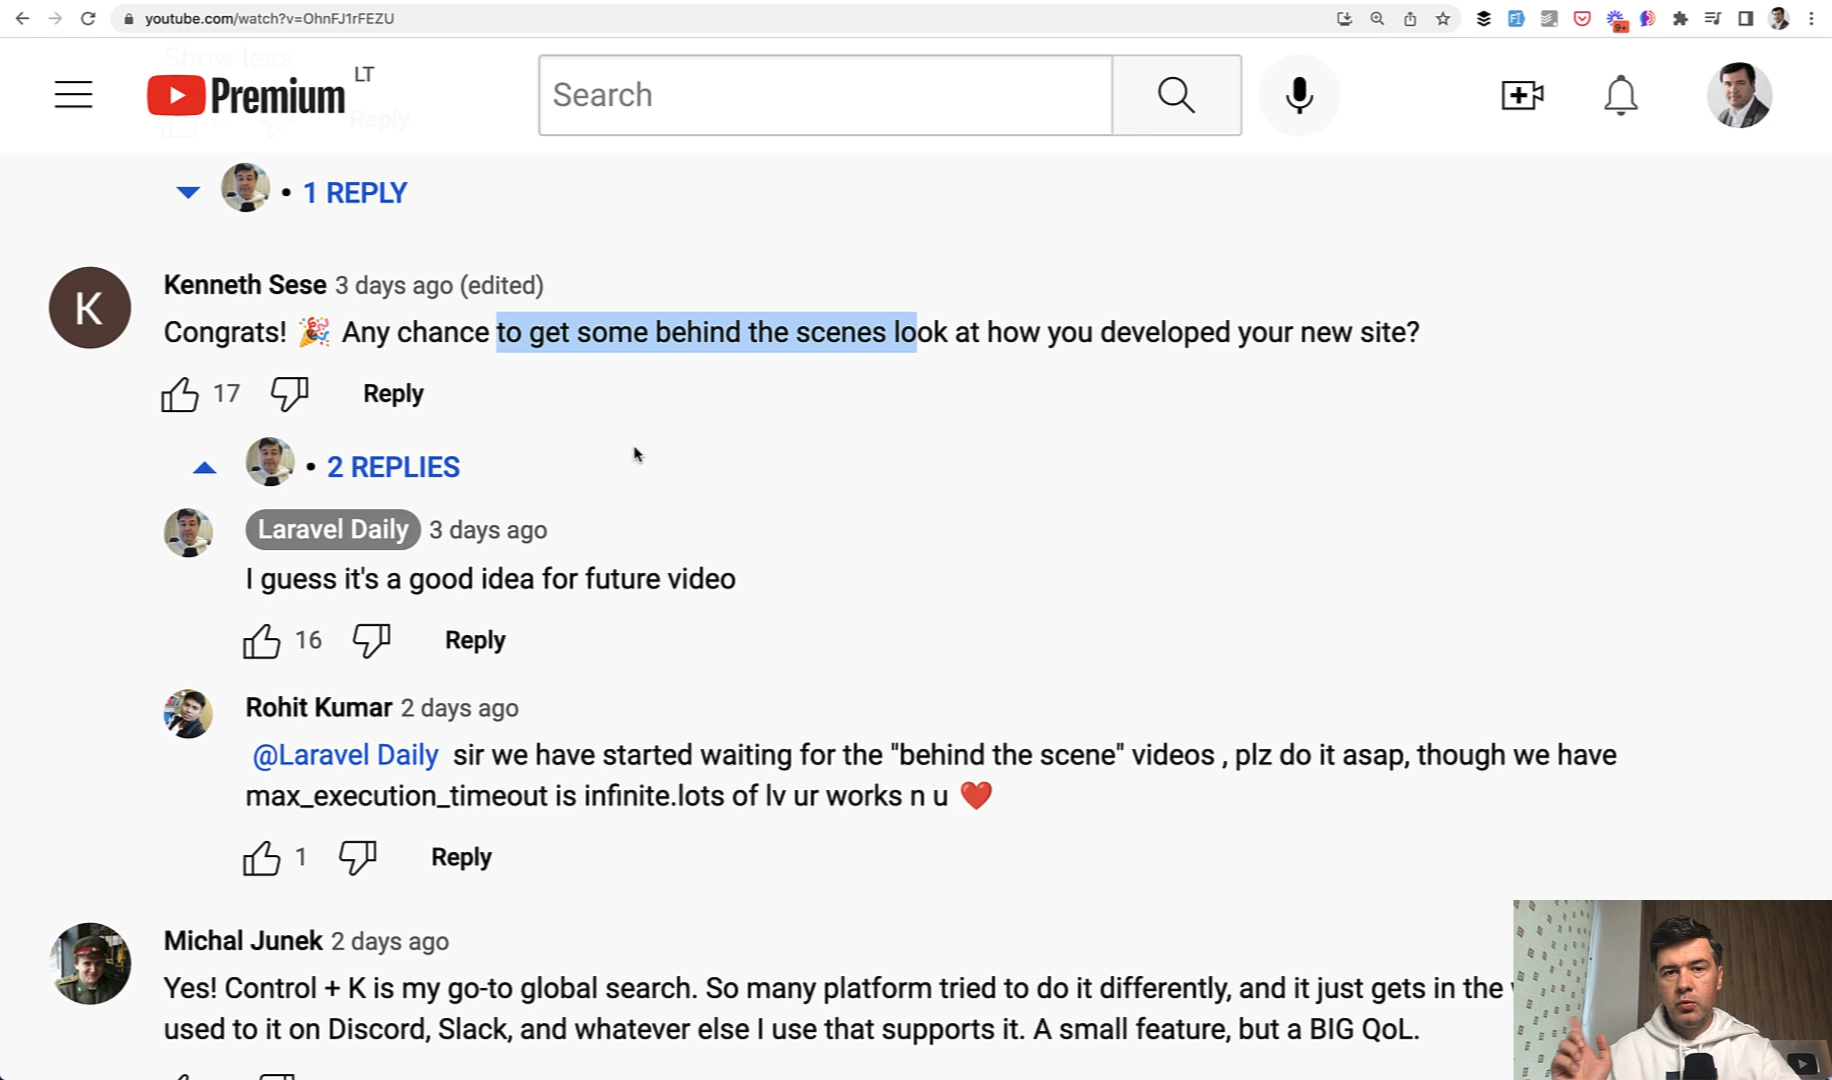 youtube.com/watch?v=OhnFJ1rFEZU
9+
Show less
Premium LT
Search
Reply
• 1 REPLY
K
Kenneth Sese 3 days ago (edited)
Congrats! 🎉 Any chance to get some behind the scenes look at how you developed your new site?
17 Reply
• 2 REPLIES
Laravel Daily 3 days ago
I guess it's a good idea for future video
16 Reply
Rohit Kumar 2 days ago
@Laravel Daily sir we have started waiting for the "behind the scene" videos , plz do it asap, though we have
max_execution_timeout is infinite.lots of lv ur works n u ❤️
1 Reply
Michal Junek 2 days ago
Yes! Control + K is my go-to global search. So many platform tried to do it differently, and it just gets in the
used to it on Discord, Slack, and whatever else I use that supports it. A small feature, but a BIG QoL.